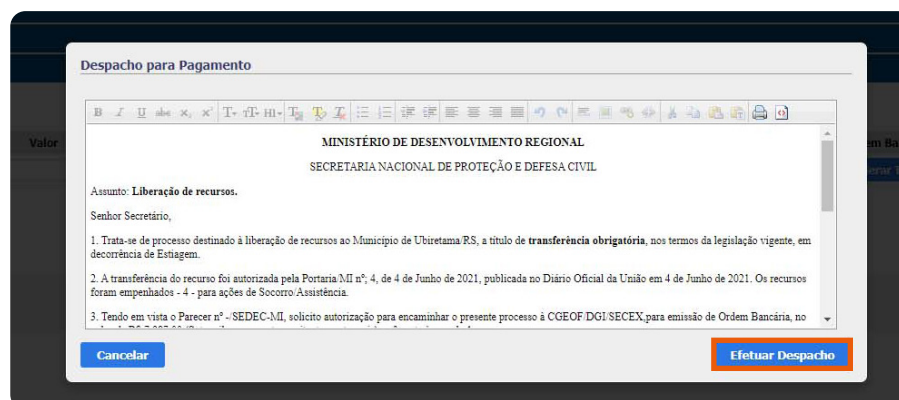 Despacho para Pagamento
MINISTÉRIO DE DESENVOLVIMENTO REGIONAL
SECRETARIA NACIONAL DE PROTEÇÃO E DEFESA CIVIL
Assunto: Liberação de recursos.
Senhor Secretário,
1. Trata-se de processo destinado à liberação de recursos ao Município de Ubiretama/RS, a título de transferência obrigatória, nos termos da legislação vigente, em
decorrência de Estiagem.
2. A transferência do recurso foi autorizada pela Portaria/MI nº; 4, de 4 de Junho de 2021, publicada no Diário Oficial da União em 4 de Junho de 2021. Os recursos
foram empenhados - 4 - para ações de Socorro/Assistência.
3. Tendo em vista o Parecer nº -/SEDEC-MI, solicito autorização para encaminhar o presente processo à CGEOF/DGI/SECEX,para emissão de Ordem Bancária, no
Valor
Cancelar
Efetuar Despacho